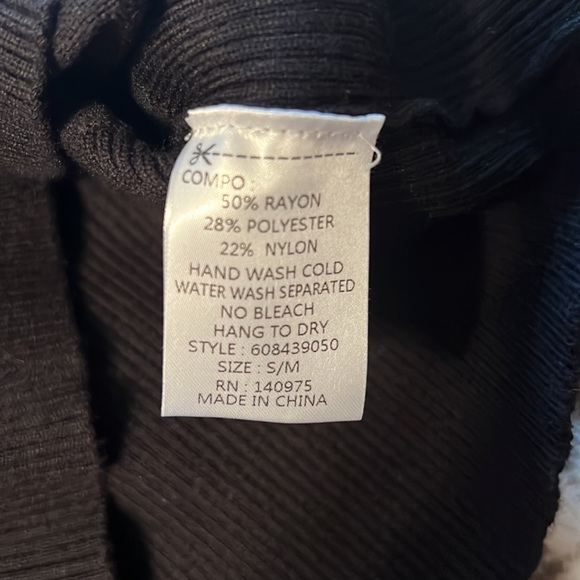 COMPO :
50% RAYON
28% POLYESTER
22% NYLON
HAND WASH COLD
WATER WASH SEPARATED
NO BLEACH
HANG TO DRY
STYLE : 608439050
SIZE : S/M
RN : 140975
MADE IN CHINA